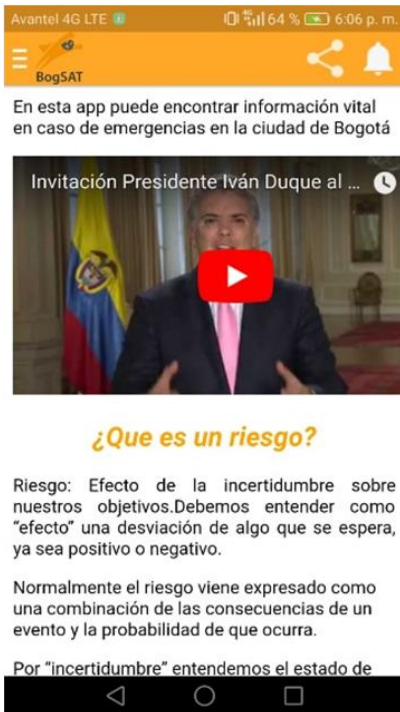 Avantel 4G LTE 4G 64 % 6:06 p. m.
BogSAT
En esta app puede encontrar información vital
en caso de emergencias en la ciudad de Bogotá
Invitación Presidente Iván Duque al ...
¿Que es un riesgo?
Riesgo: Efecto de la incertidumbre sobre
nuestros objetivos.Debemos entender como
“efecto” una desviación de algo que se espera,
ya sea positivo o negativo.
Normalmente el riesgo viene expresado como
una combinación de las consecuencias de un
evento y la probabilidad de que ocurra.
Por “incertidumbre” entendemos el estado de